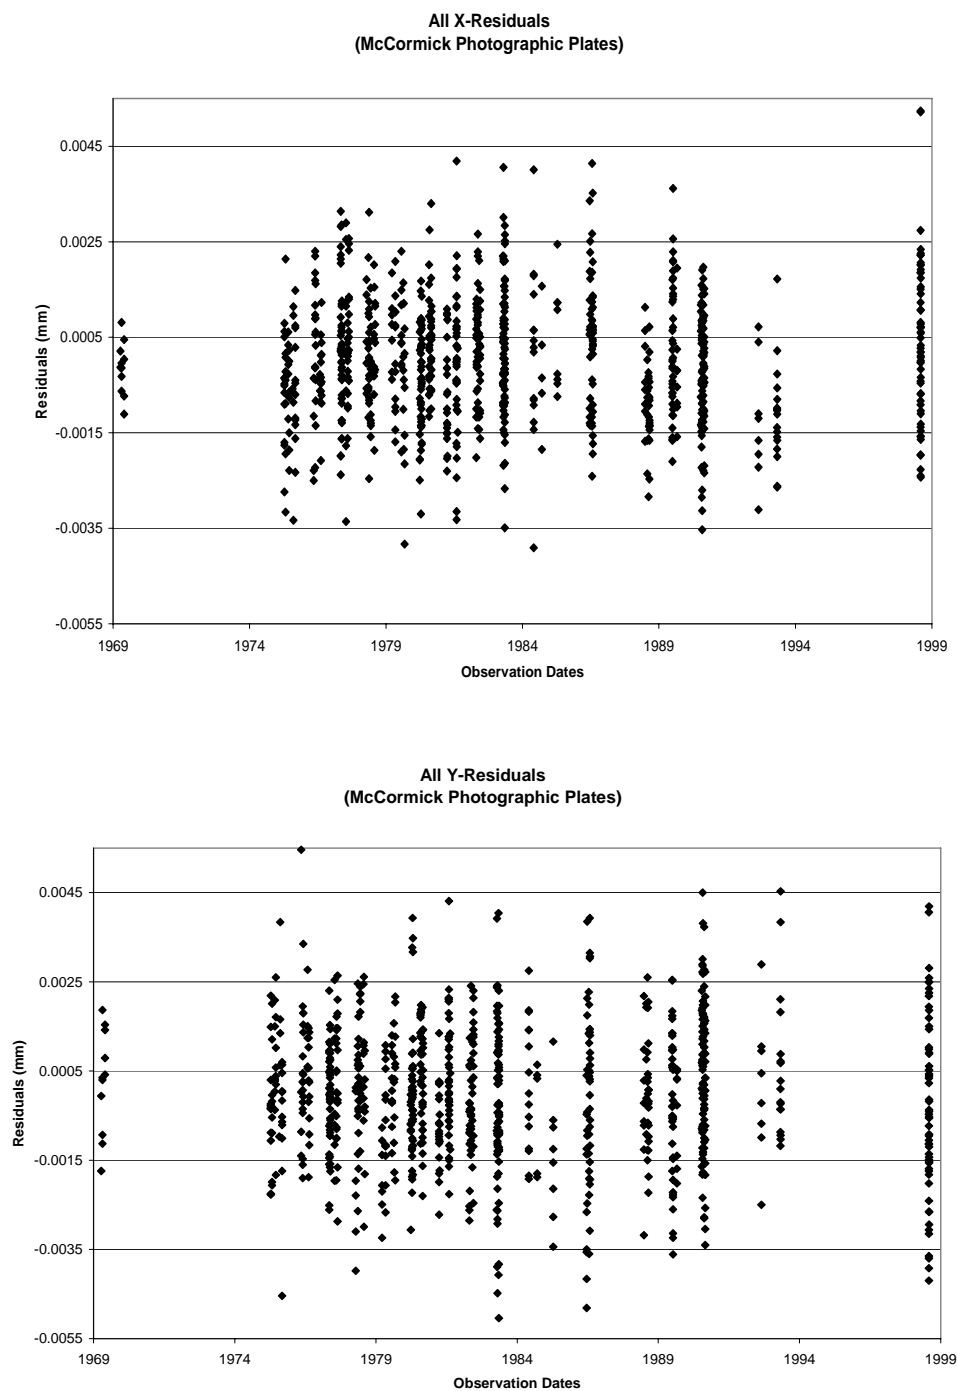 All X-Residuals
(McCormick Photographic Plates)
0.0045
0.0025
0.0005
-0.0015
-0.0035
-0.0055
Residuals (mm)
1969 1974 1979 1984 1989 1994 1999
Observation Dates
All Y-Residuals
(McCormick Photographic Plates)
0.0045
0.0025
0.0005
-0.0015
-0.0035
-0.0055
Residuals (mm)
1969 1974 1979 1984 1989 1994 1999
Observation Dates